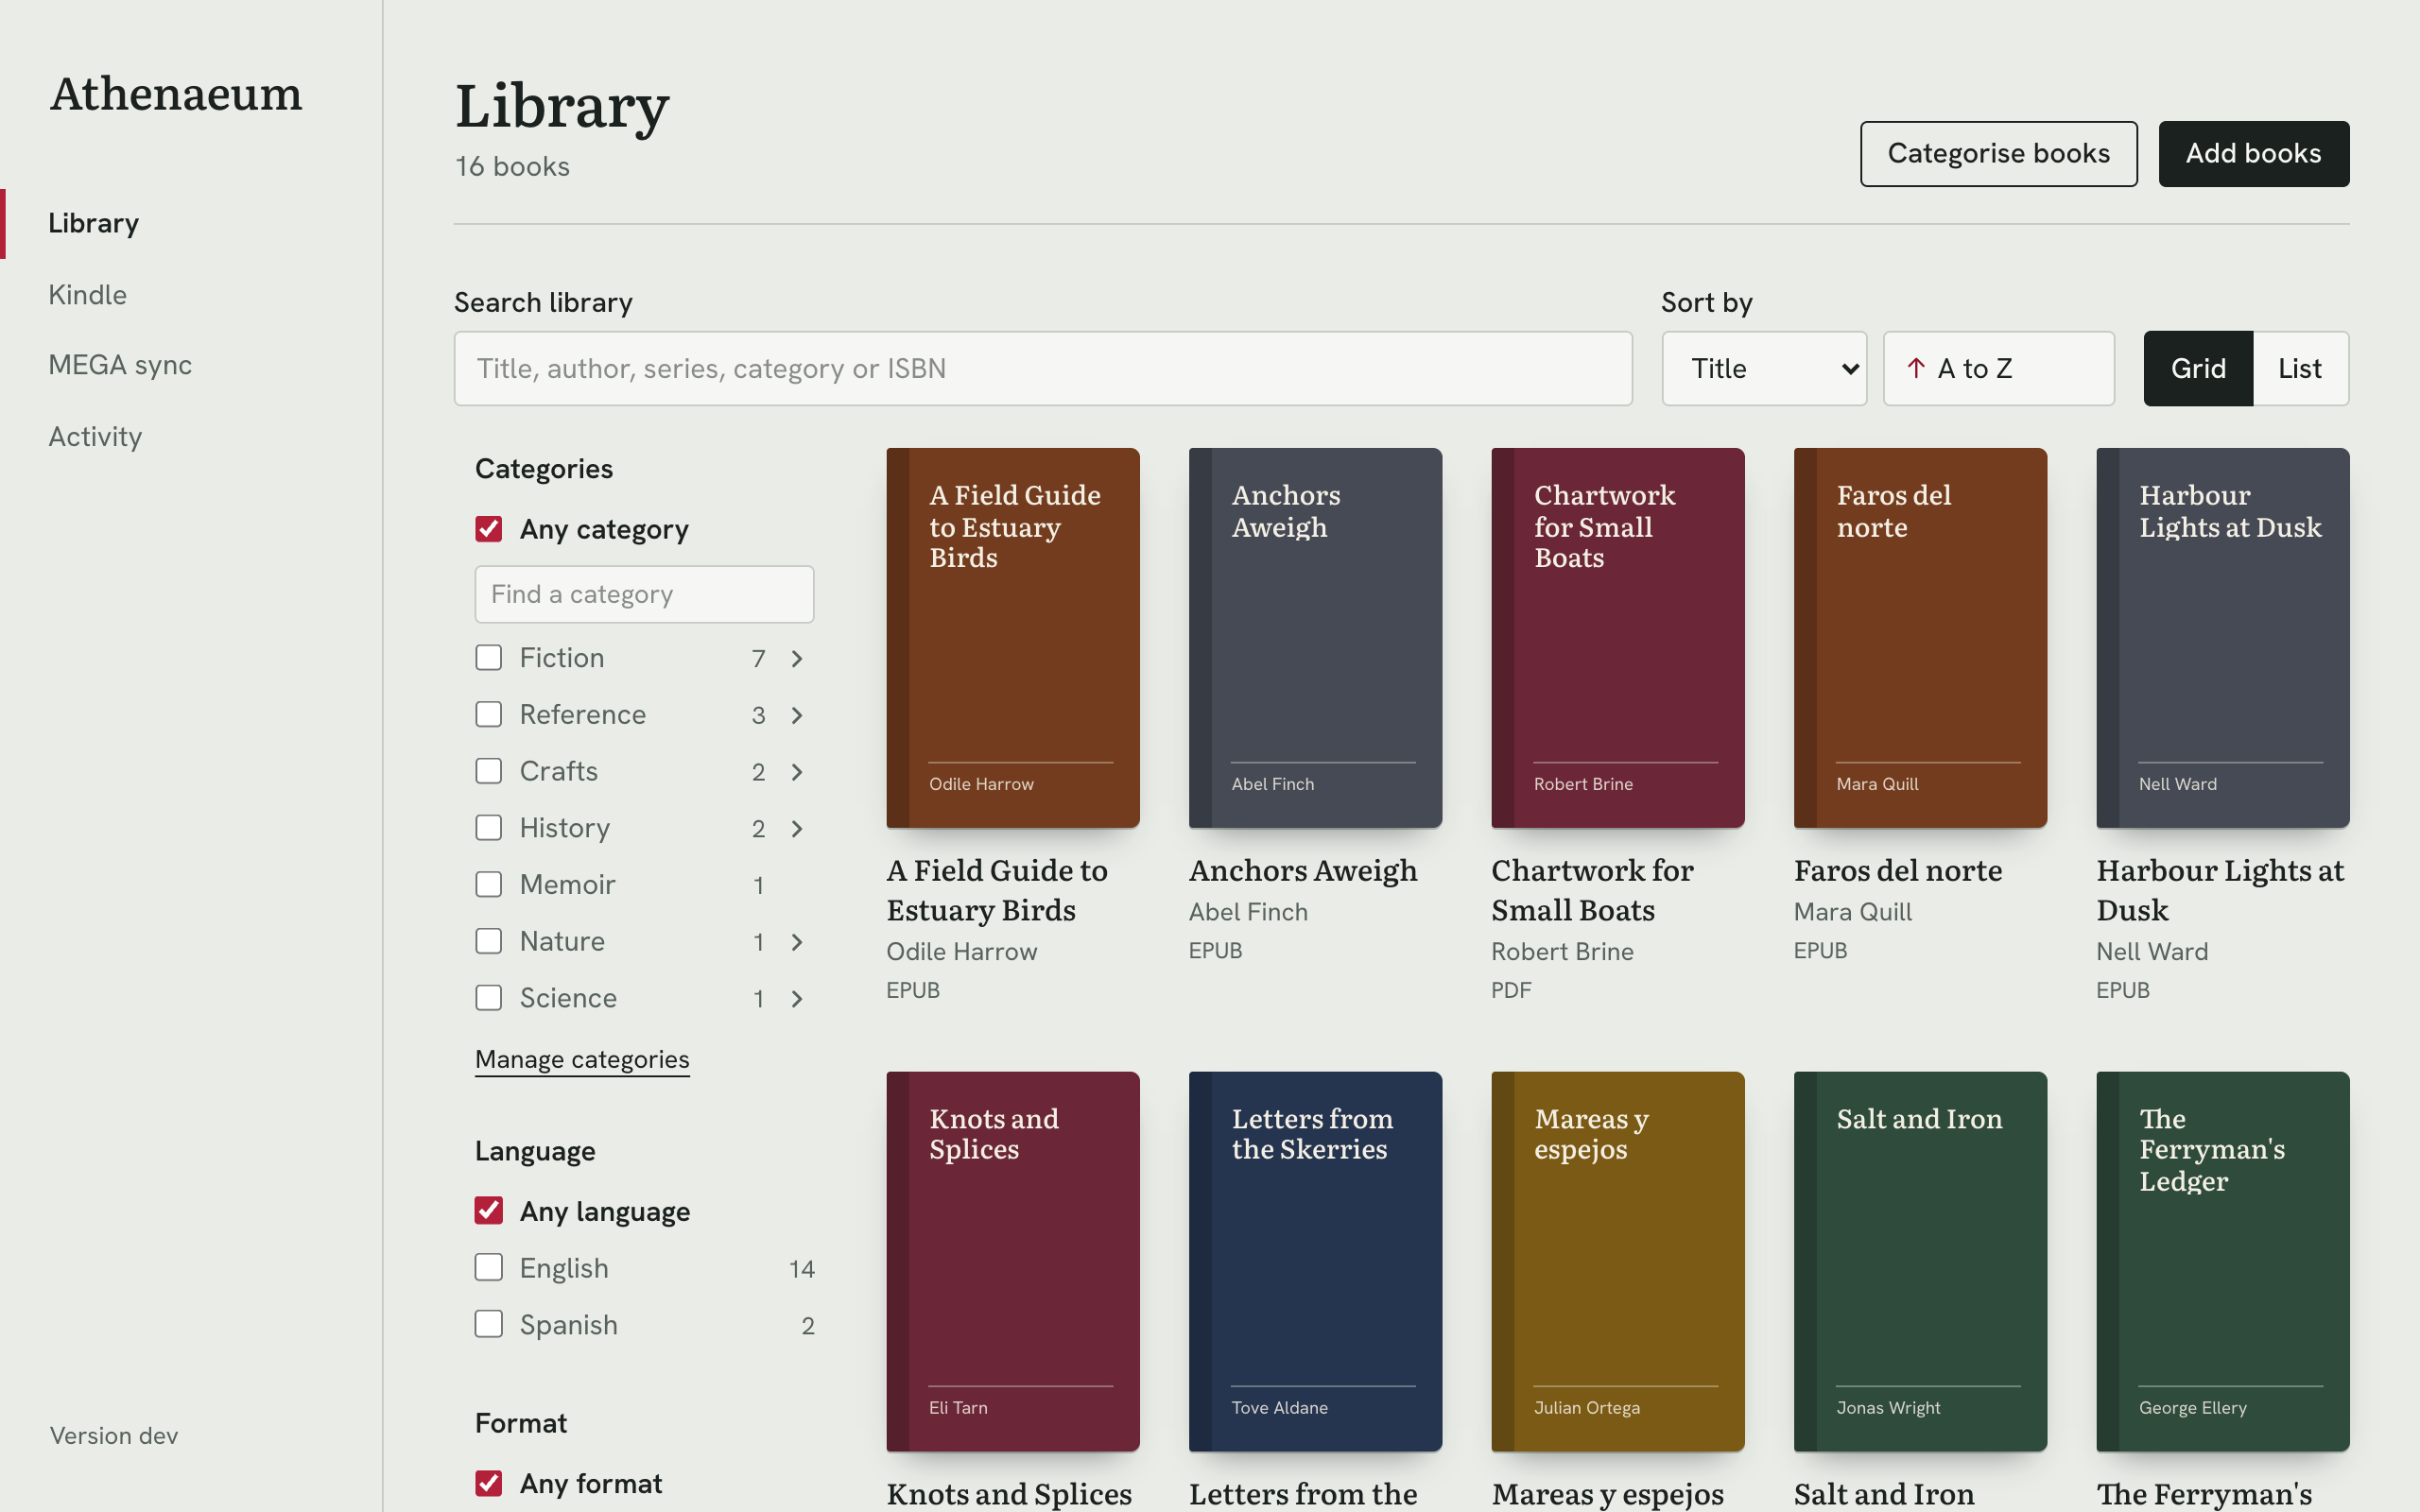 Athenaeum
Library
Kindle
MEGA sync
Activity
Version dev
Library
16 books
Categorise books
Add books
Search library
Title, author, series, category or ISBN
Sort by
Title
↑ A to Z
Grid
List
Categories
Any category
Find a category
Fiction 7
Reference 3
Crafts 2
History 2
Memoir 1
Nature 1
Science 1
Manage categories
Language
Any language
English 14
Spanish 2
Format
Any format
A Field Guide
to Estuary
Birds
Odile Harrow
A Field Guide to
Estuary Birds
Odile Harrow
EPUB
Anchors
Aweigh
Abel Finch
Anchors Aweigh
Abel Finch
EPUB
Chartwork
for Small
Boats
Robert Brine
Chartwork for
Small Boats
Robert Brine
PDF
Faros del
norte
Mara Quill
Faros del norte
Mara Quill
EPUB
Harbour
Lights at Dusk
Nell Ward
Harbour Lights at
Dusk
Nell Ward
EPUB
Knots and
Splices
Eli Tarn
Knots and Splices
Letters from
the Skerries
Tove Aldane
Letters from the
Mareas y
espejos
Julian Ortega
Mareas y espejos
Salt and Iron
Jonas Wright
Salt and Iron
The
Ferryman's
Ledger
George Ellery
The Ferryman's